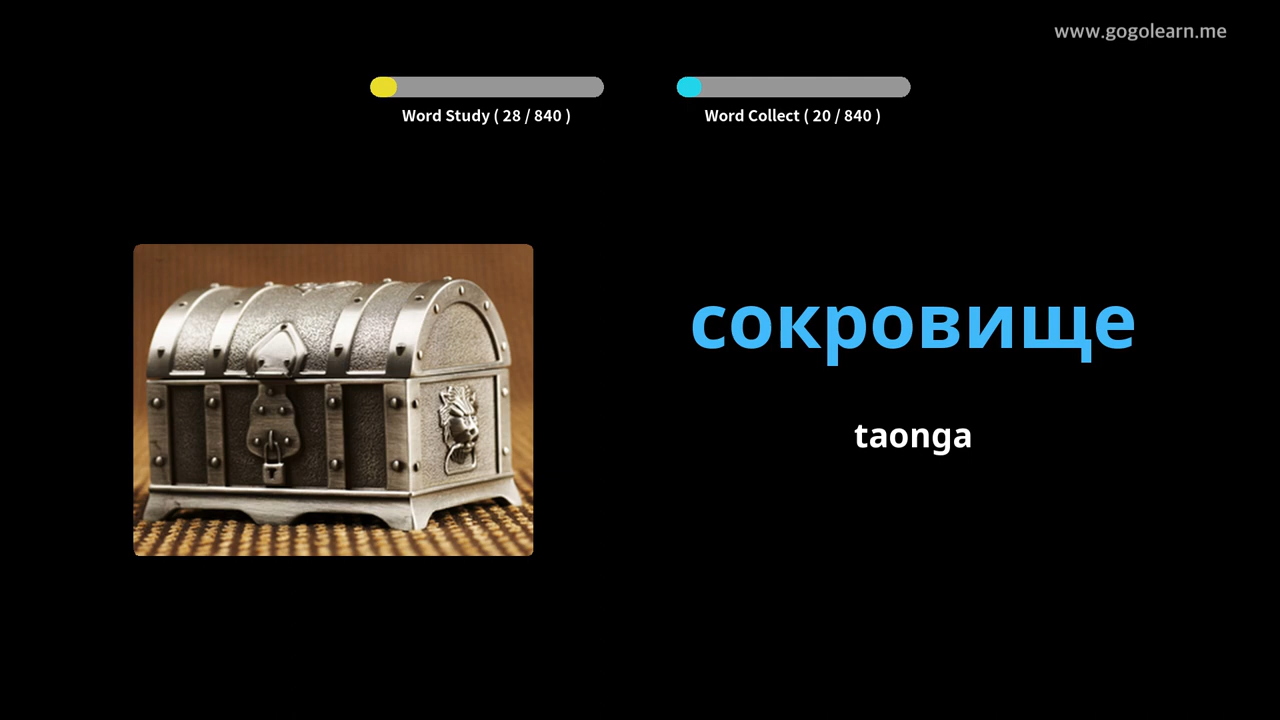 www.gogolearn.me
Word Study ( 28 / 840 )
Word Collect ( 20 / 840 )
сокровище
taonga